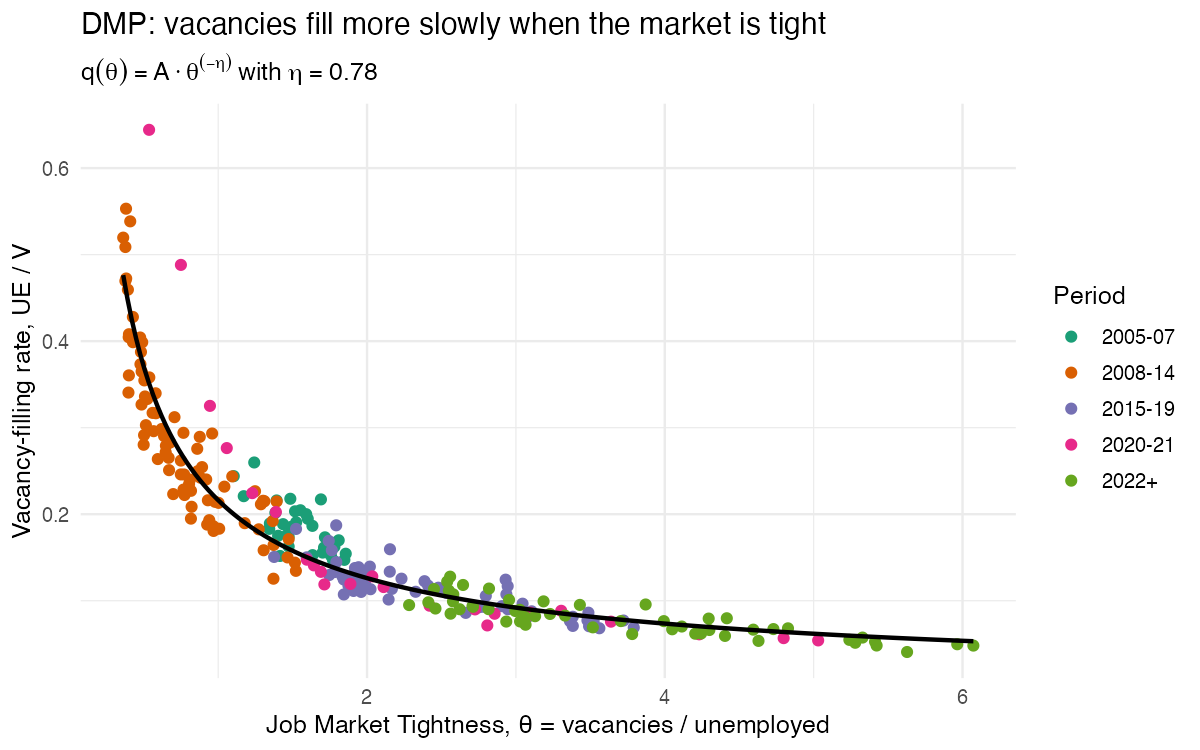 DMP: vacancies fill more slowly when the market is tight
q(θ) = A · θ^(−η) with η = 0.78
Vacancy-filling rate, UE / V
0.6
0.4
0.2
2
4
6
Job Market Tightness, θ = vacancies / unemployed
Period
2005-07
2008-14
2015-19
2020-21
2022+